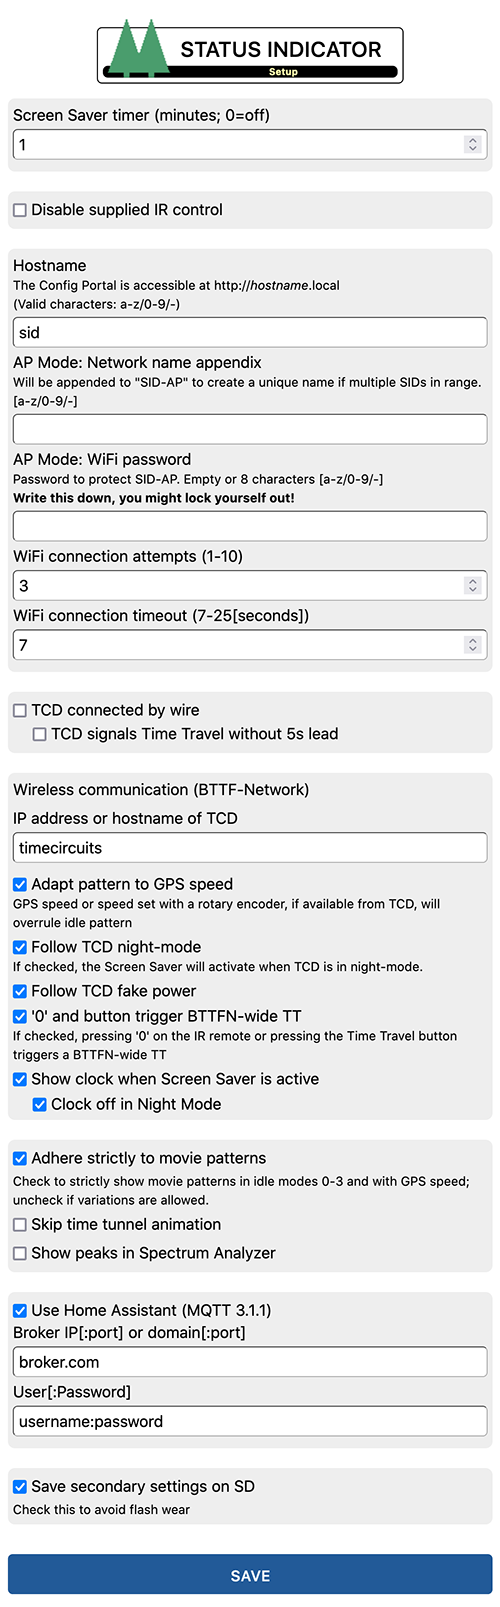 STATUS INDICATOR
Setup
Screen Saver timer (minutes; 0=off)
1
Disable supplied IR control
Hostname
The Config Portal is accessible at http://hostname.local
(Valid characters: a-z/0-9/-)
sid
AP Mode: Network name appendix
Will be appended to "SID-AP" to create a unique name if multiple SIDs in range.
[a-z/0-9/-]
AP Mode: WiFi password
Password to protect SID-AP. Empty or 8 characters [a-z/0-9/-]
Write this down, you might lock yourself out!
WiFi connection attempts (1-10)
3
WiFi connection timeout (7-25[seconds])
7
TCD connected by wire
TCD signals Time Travel without 5s lead
Wireless communication (BTTF-Network)
IP address or hostname of TCD
timecircuits
Adapt pattern to GPS speed
GPS speed or speed set with a rotary encoder, if available from TCD, will
overrule idle pattern
Follow TCD night-mode
If checked, the Screen Saver will activate when TCD is in night-mode.
Follow TCD fake power
'0' and button trigger BTTFN-wide TT
If checked, pressing '0' on the IR remote or pressing the Time Travel button
triggers a BTTFN-wide TT
Show clock when Screen Saver is active
Clock off in Night Mode
Adhere strictly to movie patterns
Check to strictly show movie patterns in idle modes 0-3 and with GPS speed;
uncheck if variations are allowed.
Skip time tunnel animation
Show peaks in Spectrum Analyzer
Use Home Assistant (MQTT 3.1.1)
Broker IP[:port] or domain[:port]
broker.com
User[:Password]
username:password
Save secondary settings on SD
Check this to avoid flash wear
SAVE